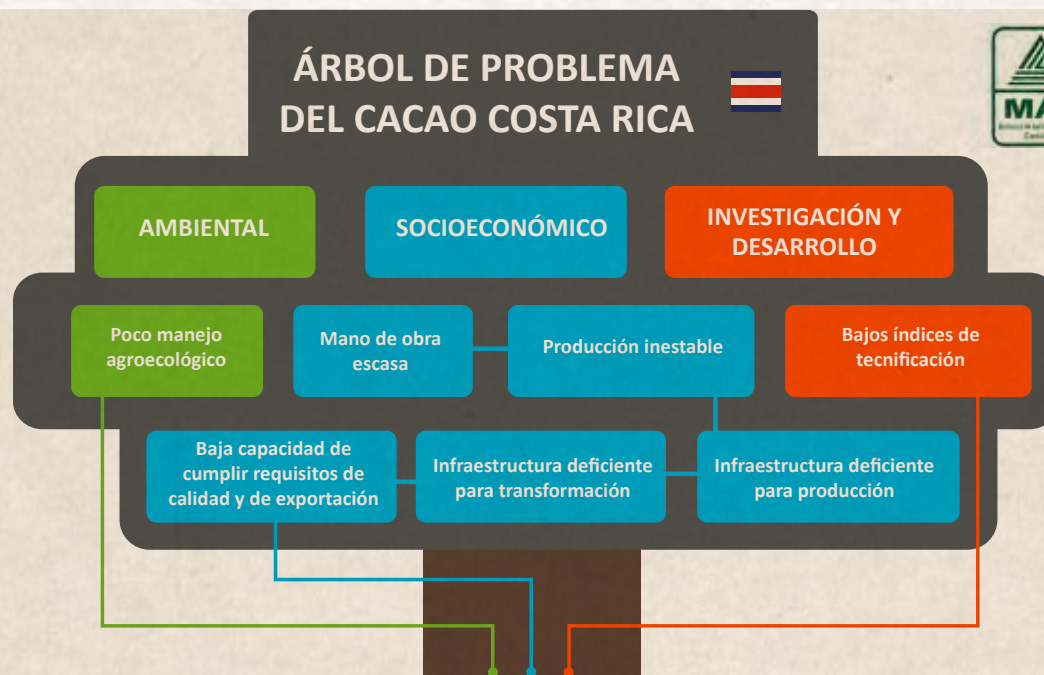 ÁRBOL DE PROBLEMA
DEL CACAO COSTA RICA
AMBIENTAL
SOCIOECONÓMICO
INVESTIGACIÓN Y
DESARROLLO
Poco manejo
agroecológico
Mano de obra
escasa
Producción inestable
Bajos índices de
tecnificación
Baja capacidad de
cumplir requisitos de
calidad y de exportación
Infraestructura deficiente
para transformación
Infraestructura deficiente
para producción